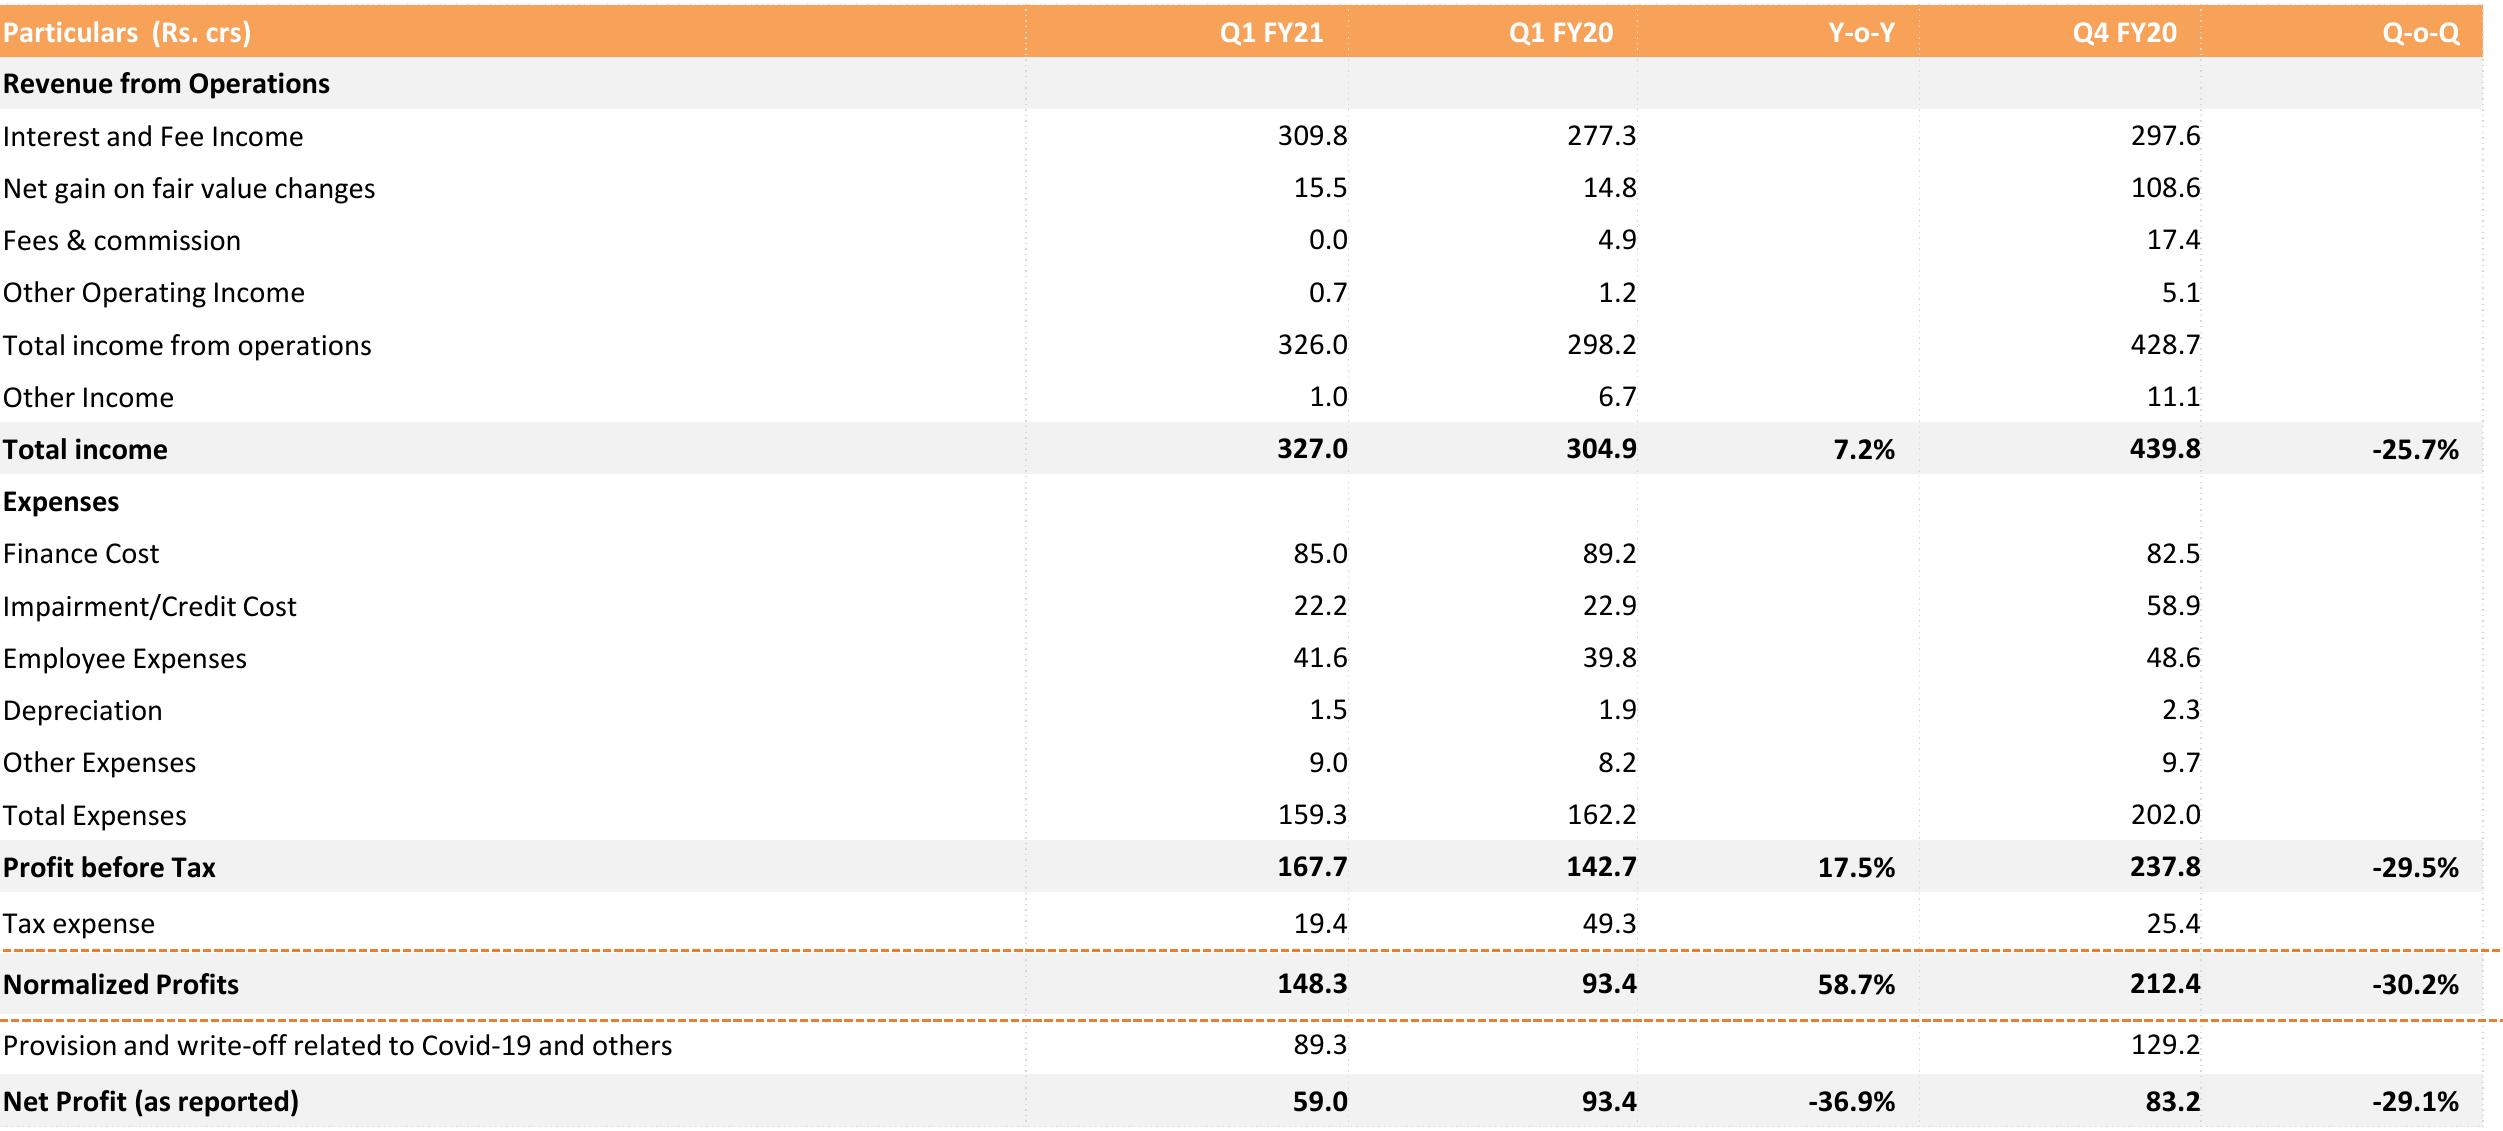 Particulars (Rs. crs) Q1 FY21 Q1 FY20 Y-o-Y Q4 FY20 Q-o-Q
Revenue from Operations
Interest and Fee Income 309.8 277.3 297.6
Net gain on fair value changes 15.5 14.8 108.6
Fees & commission 0.0 4.9 17.4
Other Operating Income 0.7 1.2 5.1
Total income from operations 326.0 298.2 428.7
Other Income 1.0 6.7 11.1
Total income 327.0 304.9 7.2% 439.8 -25.7%
Expenses
Finance Cost 85.0 89.2 82.5
Impairment/Credit Cost 22.2 22.9 58.9
Employee Expenses 41.6 39.8 48.6
Depreciation 1.5 1.9 2.3
Other Expenses 9.0 8.2 9.7
Total Expenses 159.3 162.2 202.0
Profit before Tax 167.7 142.7 17.5% 237.8 -29.5%
Tax expense 19.4 49.3 25.4
Normalized Profits 148.3 93.4 58.7% 212.4 -30.2%
Provision and write-off related to Covid-19 and others 89.3 129.2
Net Profit (as reported) 59.0 93.4 -36.9% 83.2 -29.1%